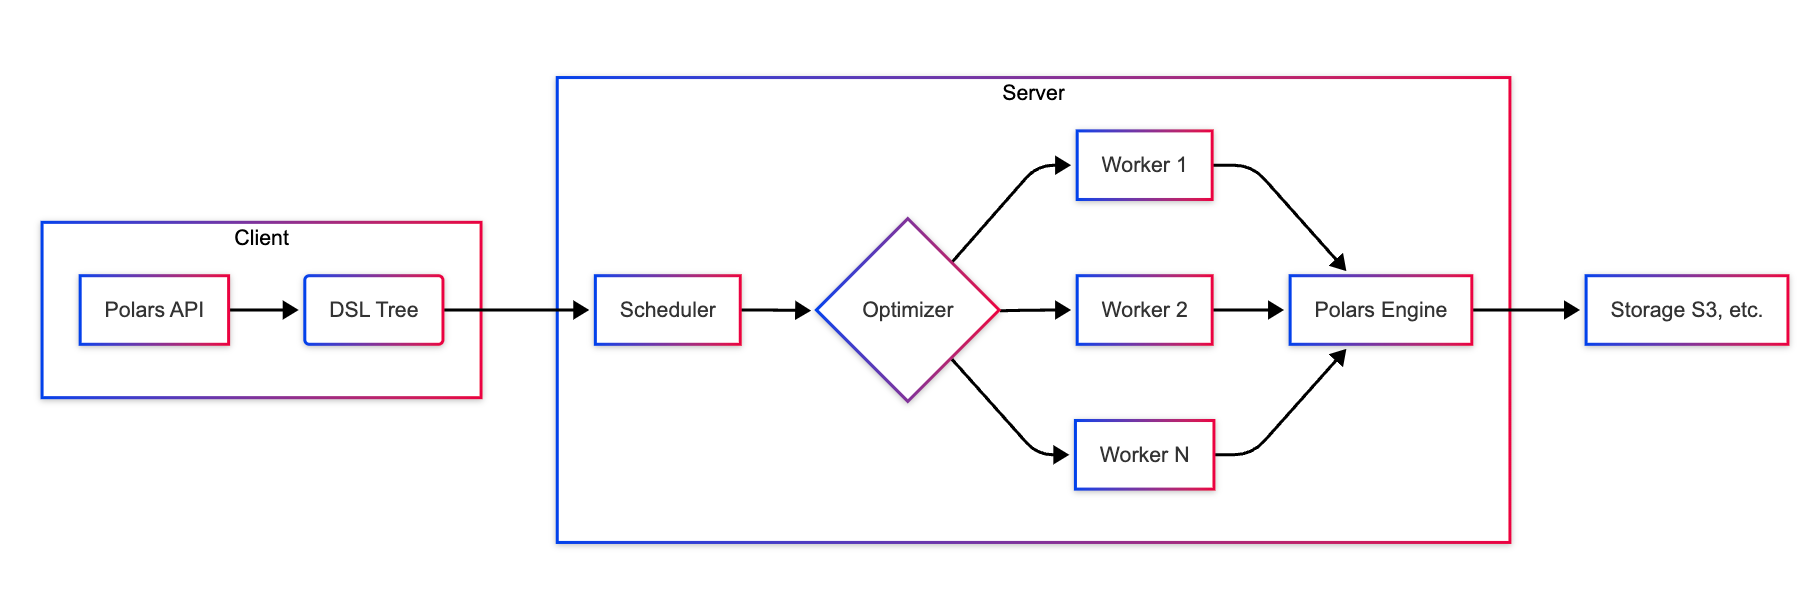 Client
Polars API
DSL Tree
Server
Scheduler
Optimizer
Worker 1
Worker 2
Worker N
Polars Engine
Storage S3, etc.